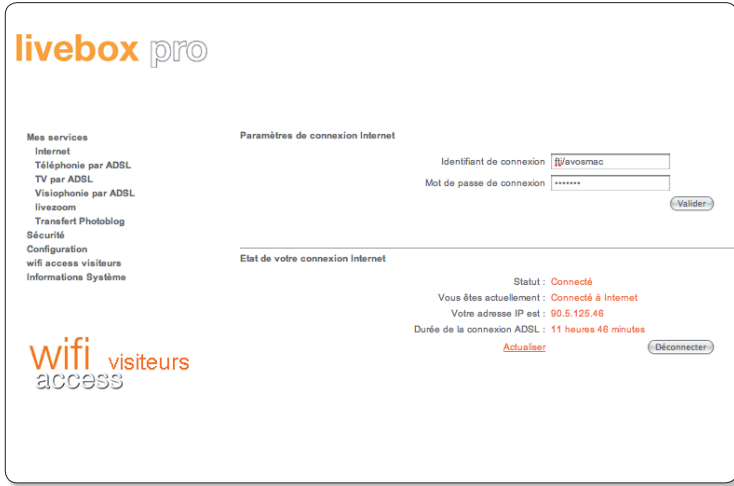 livebox pro
Mes services
Internet
Téléphonie par ADSL
TV par ADSL
Visiophonie par ADSL
livezoom
Transfert Photoblog
Sécurité
Configuration
wifi access visiteurs
Informations Système
Paramètres de connexion Internet
Identifiant de connexion fti/avosmac
Mot de passe de connexion •••••••
Valider
Etat de votre connexion Internet
Statut : Connecté
Vous êtes actuellement : Connecté à Internet
Votre adresse IP est : 90.5.125.46
Durée de la connexion ADSL : 11 heures 46 minutes
Actualiser Déconnecter
wifi visiteurs
access